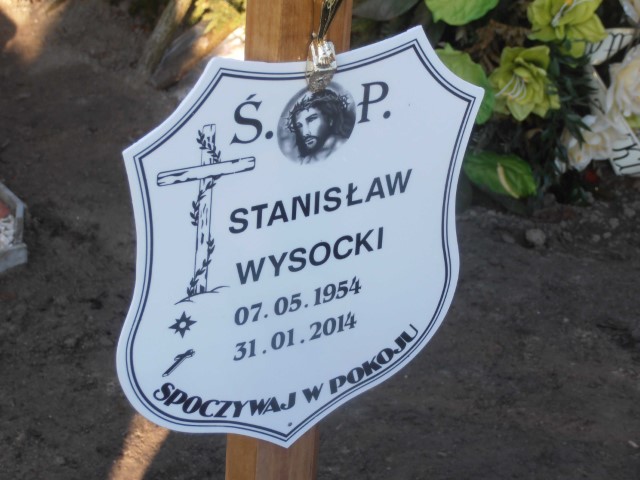 Ś. P.
STANISŁAW
WYSOCKI
07.05.1954
31.01.2014
SPOCZYWAJ W POKOJU